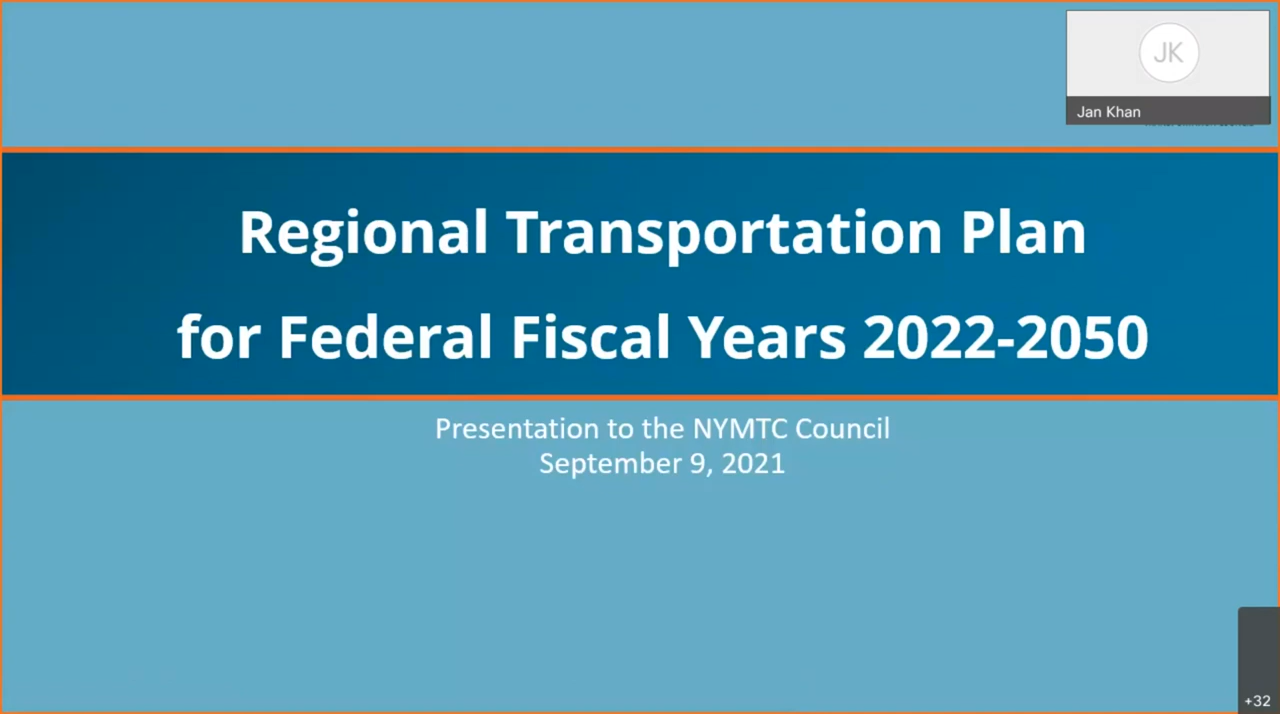 JK
Jan Khan
Regional Transportation Plan
for Federal Fiscal Years 2022-2050
Presentation to the NYMTC Council
September 9, 2021
+32